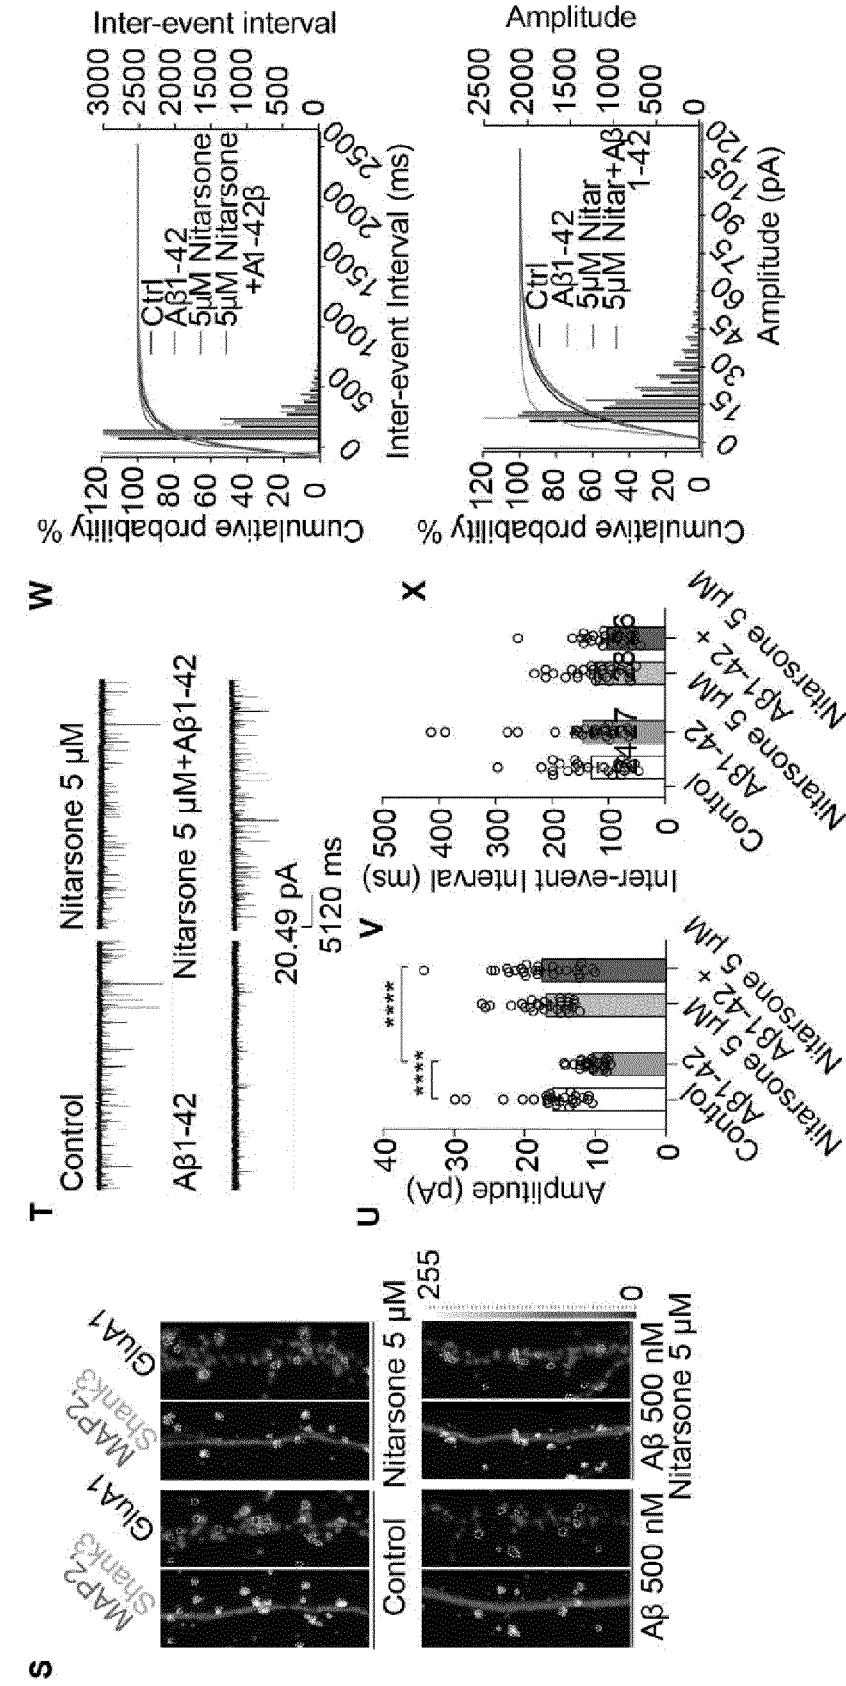 S
MAP2,
Shank3
GluA1
MAP2,
Shank3
GluA1
Control
Nitarsone 5 µM
255
0
Aβ 500 nM
Aβ 500 nM
Nitarsone 5 µM
T
Control
Nitarsone 5 µM
Aβ1-42
Nitarsone 5 µM+Aβ1-42
20.49 pA
5120 ms
U
Amplitude (pA)
40
30
20
10
0
****
****
Control
Aβ1-42
Nitarsone 5 µM
Aβ1-42 +
Nitarsone 5 µM
V
Inter-event Interval (ms)
500
400
300
200
100
0
Control
Aβ1-42
Nitarsone 5 µM
Aβ1-42 +
Nitarsone 5 µM
W
Inter-event interval
Cumulative probability %
120
100
80
60
40
20
0
3000
2500
2000
1500
1000
500
0
Ctrl
Aβ1-42
5µM Nitarsone
5µM Nitarsone
+A1-42β
0
500
1000
1500
2000
2500
Inter-event Interval (ms)
X
Amplitude
Cumulative probability %
120
100
80
60
40
20
0
2500
2000
1500
1000
500
0
Ctrl
Aβ1-42
5µM Nitar
5µM Nitar+Aβ
1-42
0
15
30
45
60
75
90
105
120
Amplitude (pA)